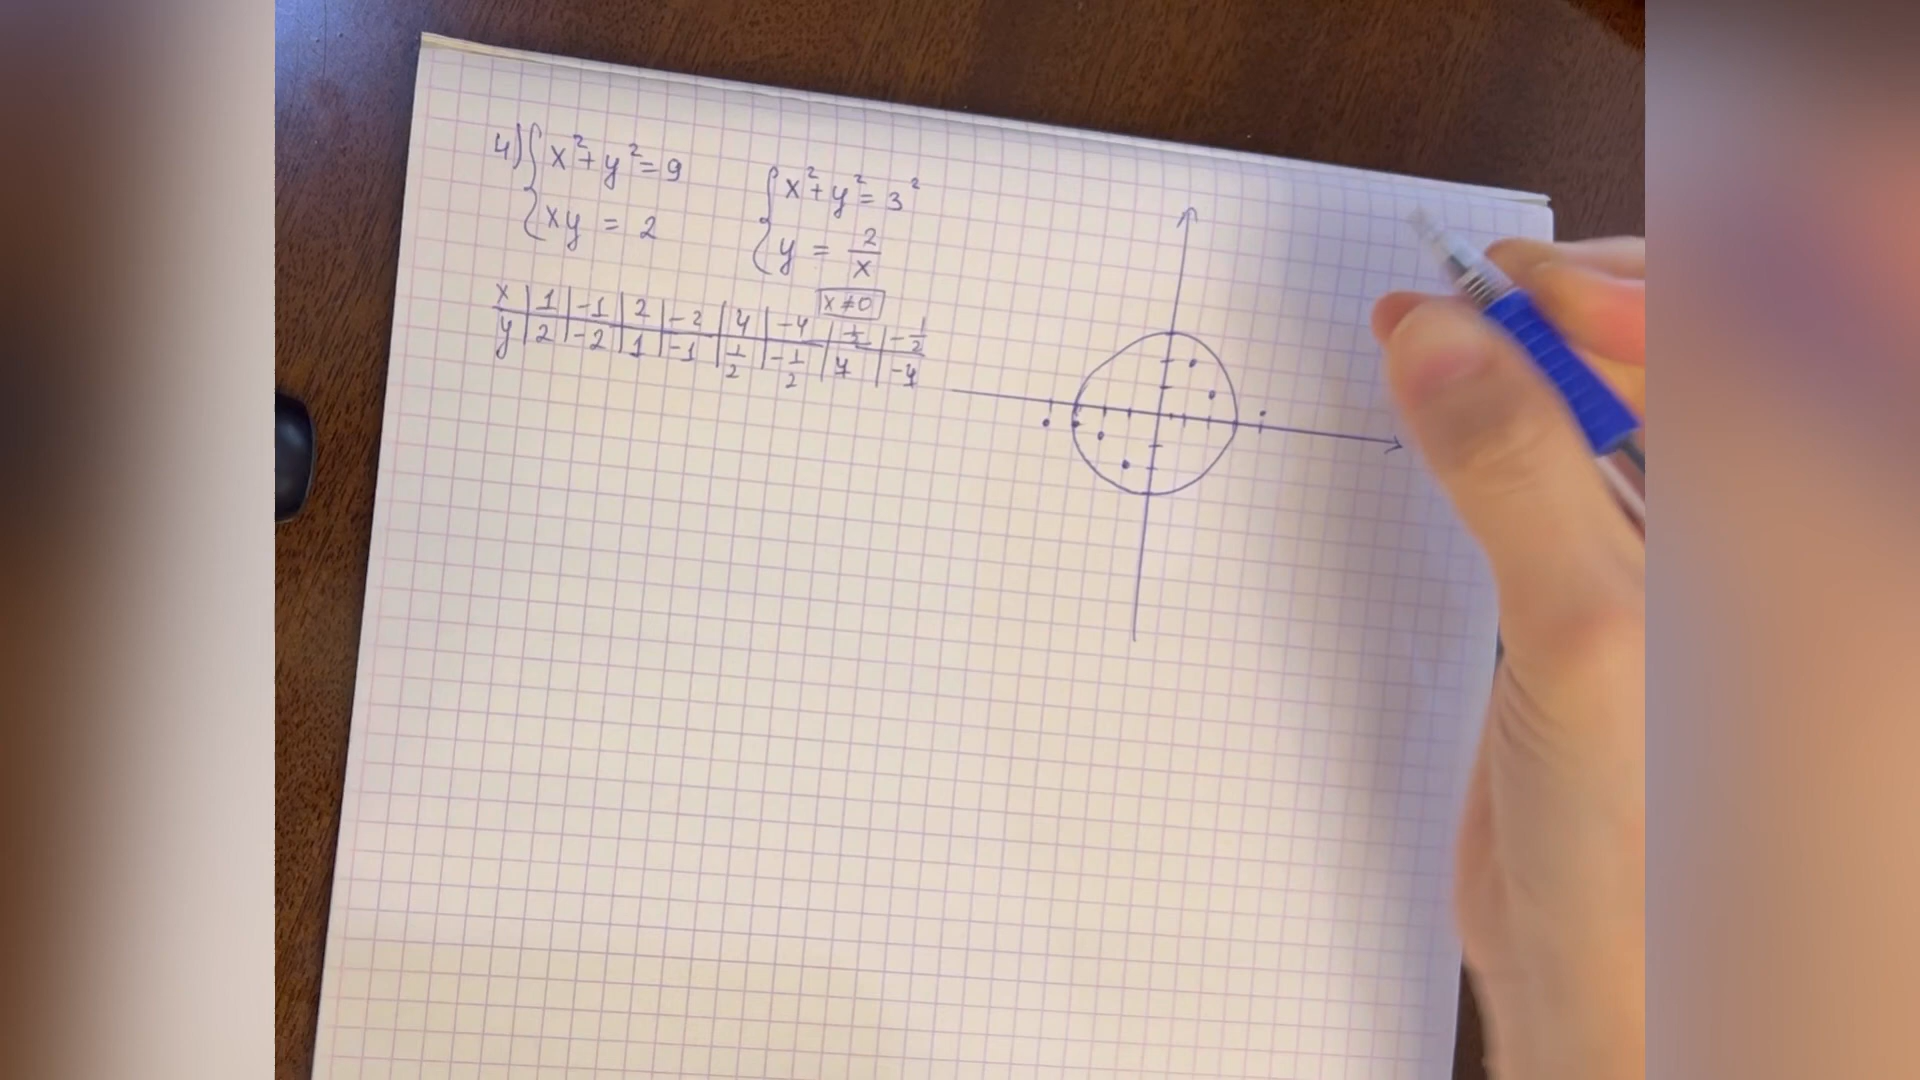 4) { x² + y² = 9
xy = 2
{ x² + y² = 3²
y = 2/x
x ≠ 0
x | 1 | -1 | 2 | -2 | 4 | -4 | 1/2 | -1/2
y | 2 | -2 | 1 | -1 | 1/2 | -1/2 | 4 | -4